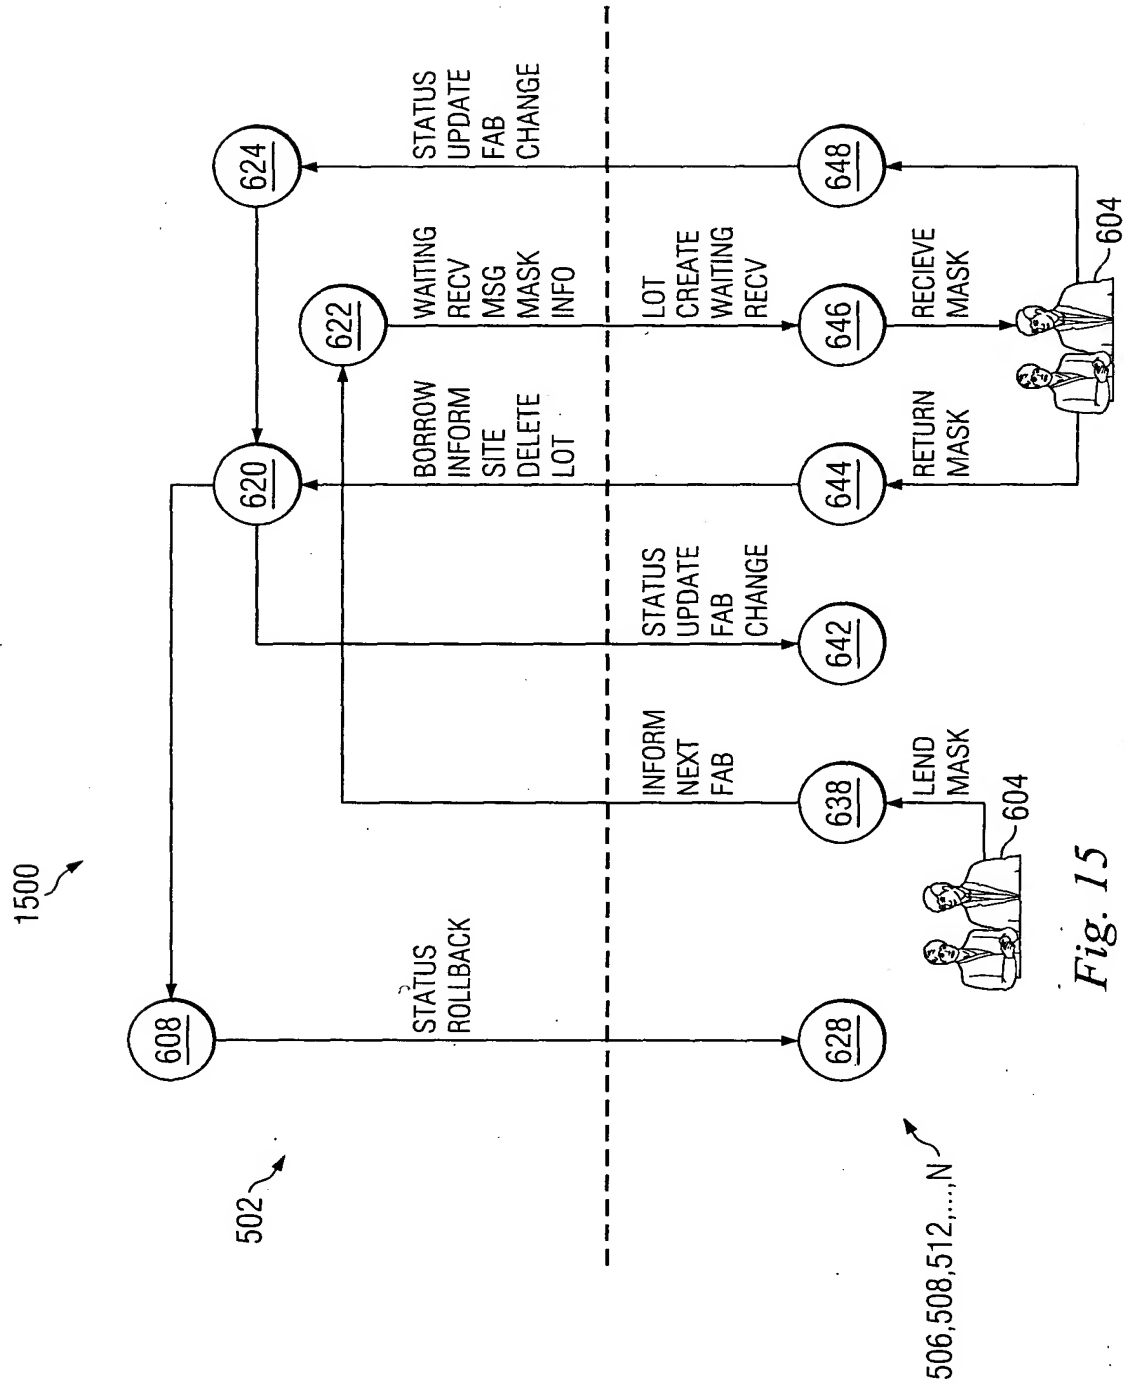 1500
502
608
620
624
622
STATUS
ROLLBACK
BORROW
INFORM
SITE
DELETE
LOT
WAITING
RECV
MSG
MASK
INFO
STATUS
UPDATE
FAB
CHANGE
INFORM
NEXT
FAB
STATUS
UPDATE
FAB
CHANGE
LOT
CREATE
WAITING
RECV
628
638
642
644
646
648
506,508,512,...,N
LEND
MASK
RETURN
MASK
RECIEVE
MASK
604
604
Fig. 15